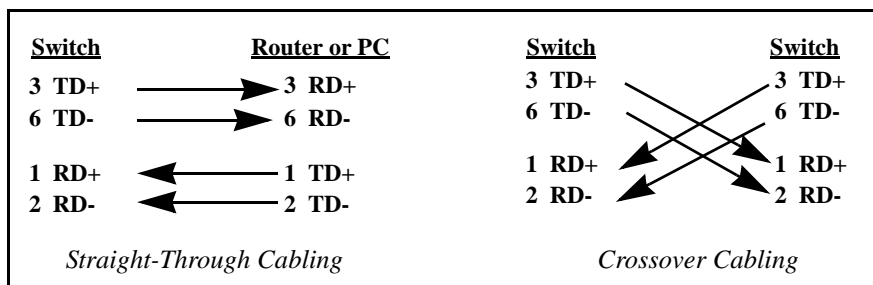 Switch Router or PC
3 TD+ 3 RD+
6 TD- 6 RD-
1 RD+ 1 TD+
2 RD- 2 TD-
Straight-Through Cabling
Switch Switch
3 TD+ 3 TD+
6 TD- 6 TD-
1 RD+ 1 RD+
2 RD- 2 RD-
Crossover Cabling